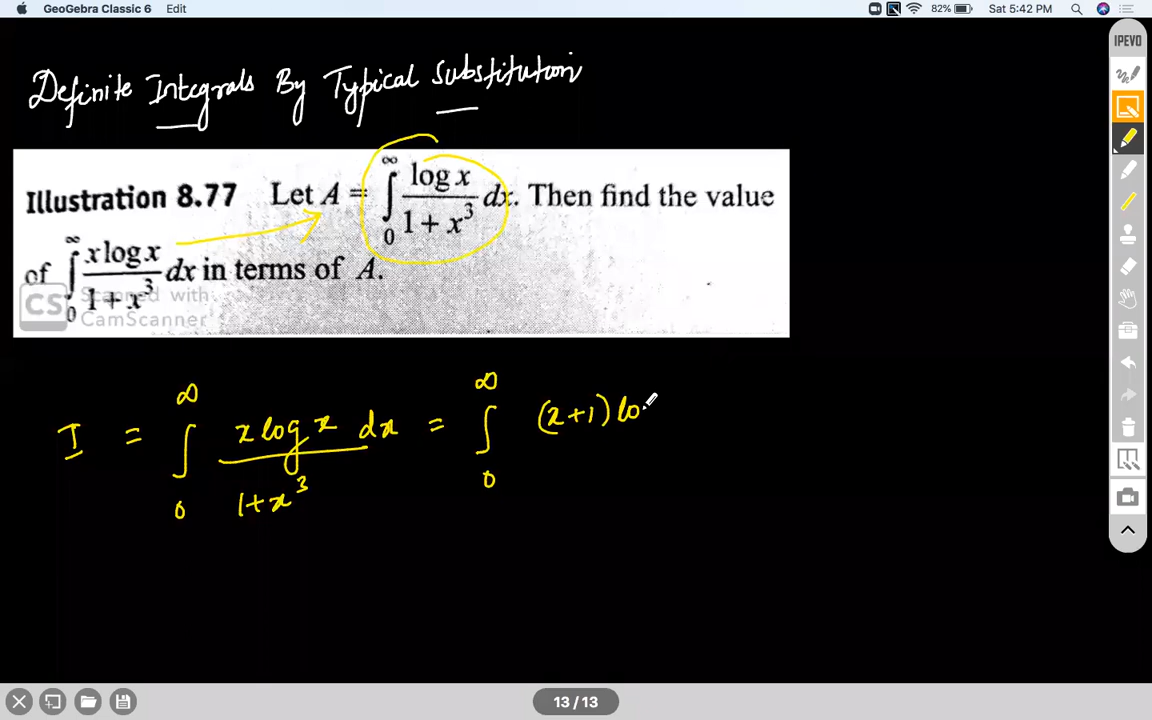 GeoGebra Classic 6 Edit 82% Sat 5:42 PM
IPEVO
Definite Integrals By Typical Substitution
Illustration 8.77 Let A = ∫₀^∞ log x / (1 + x³) dx. Then find the value
of ∫₀^∞ x log x / (1 + x³) dx in terms of A.
CS Scanned with
CamScanner
I = ∫₀^∞ x log x dx / (1+x³) = ∫₀^∞ (x+1) lo
13 / 13